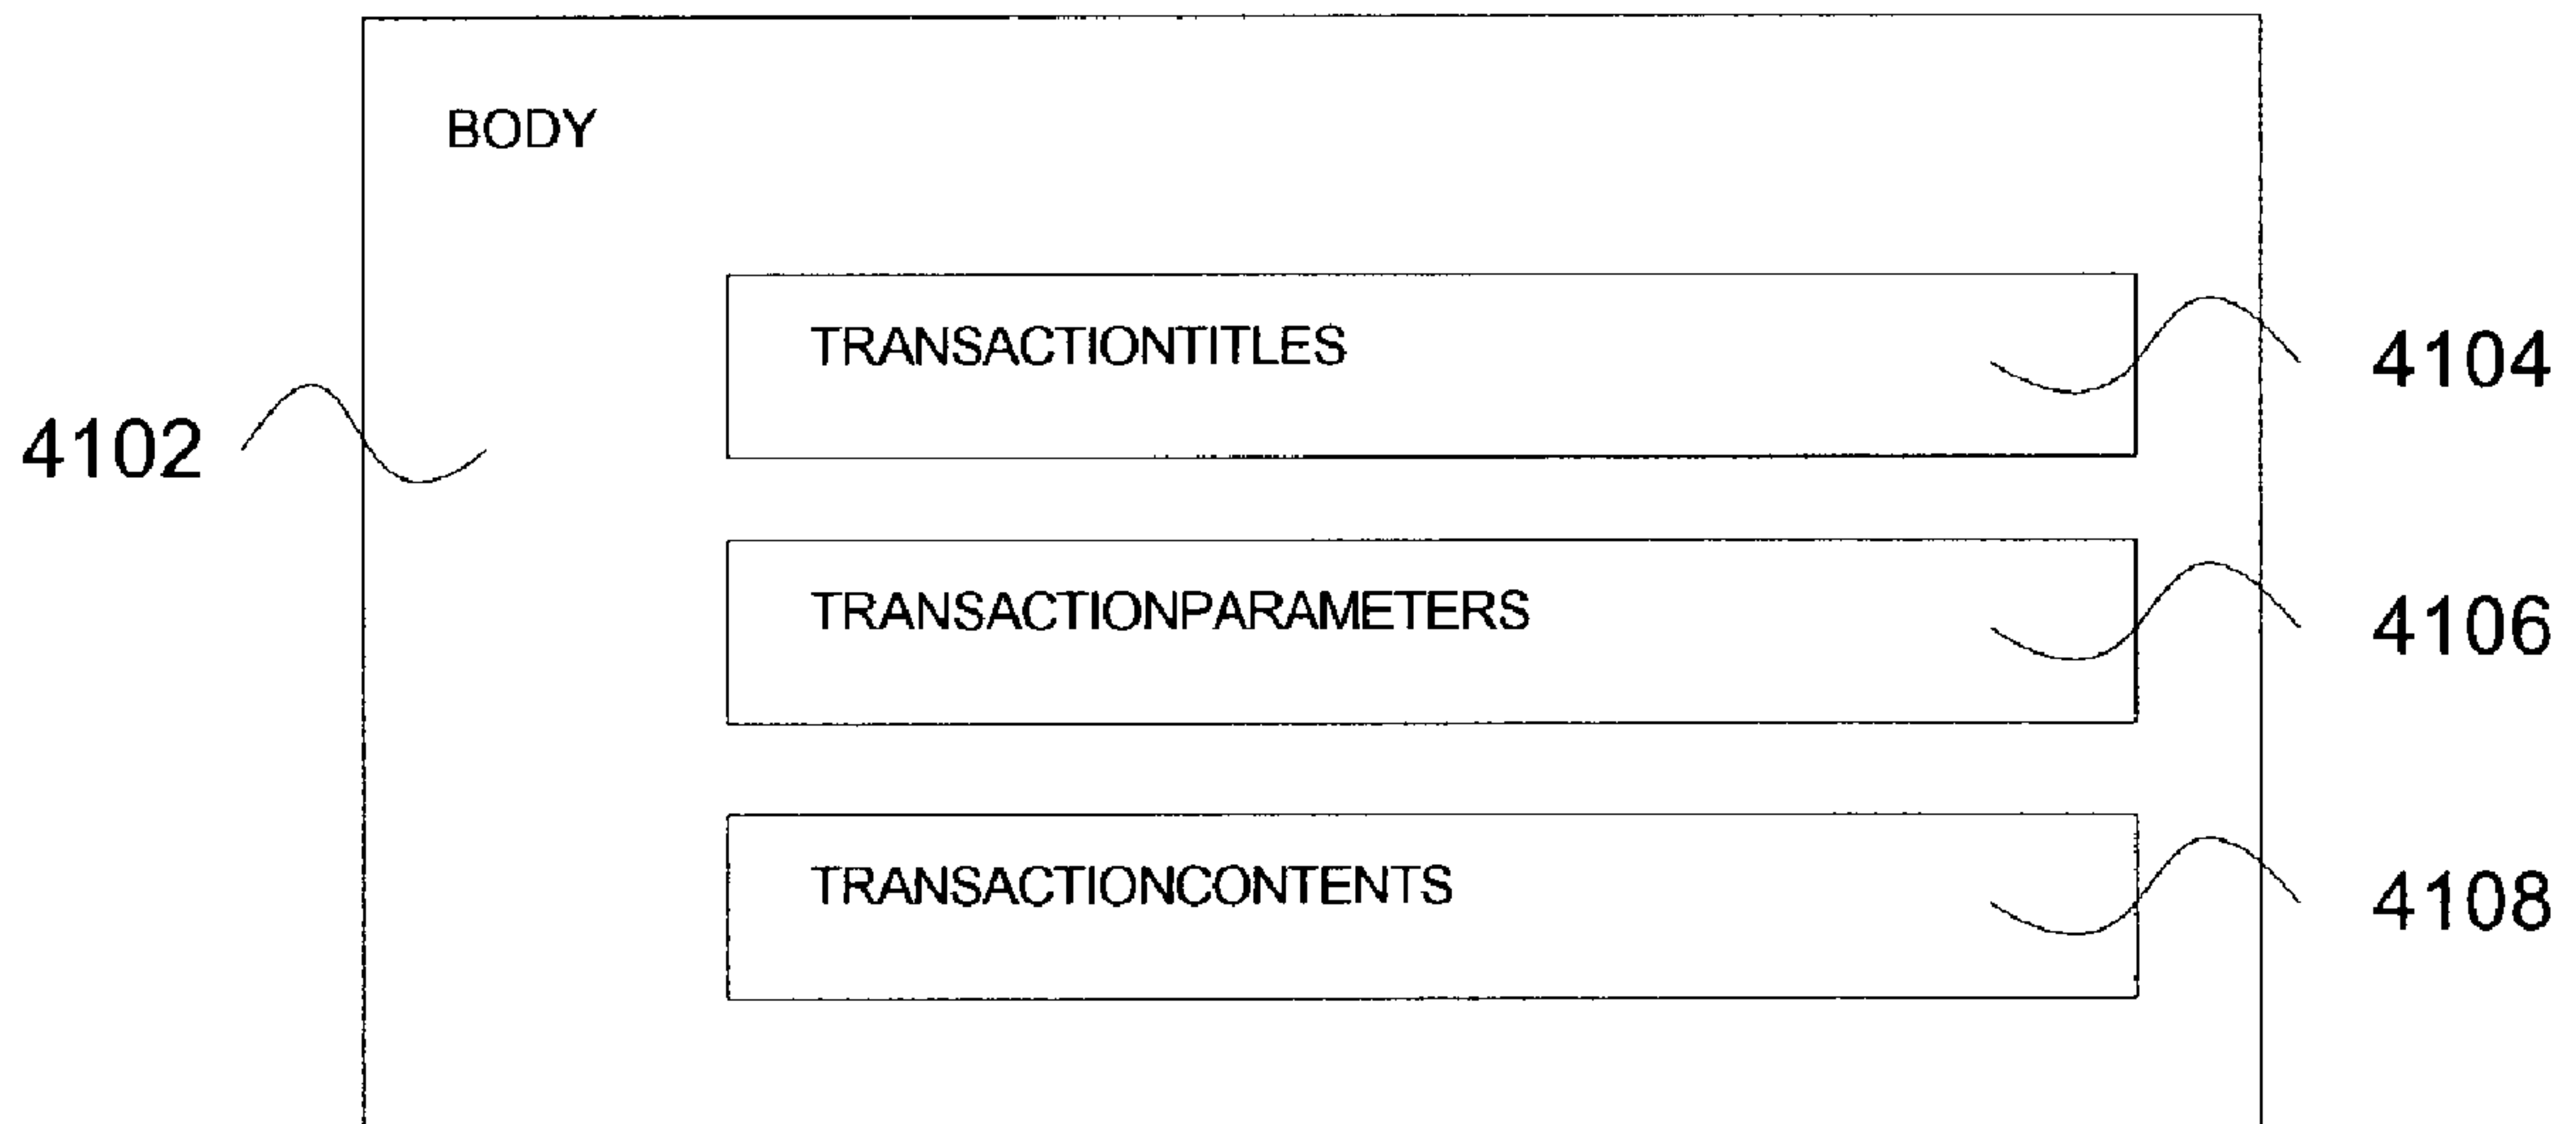 BODY
TRANSACTIONTITLES
4104
4102
TRANSACTIONPARAMETERS
4106
TRANSACTIONCONTENTS
4108